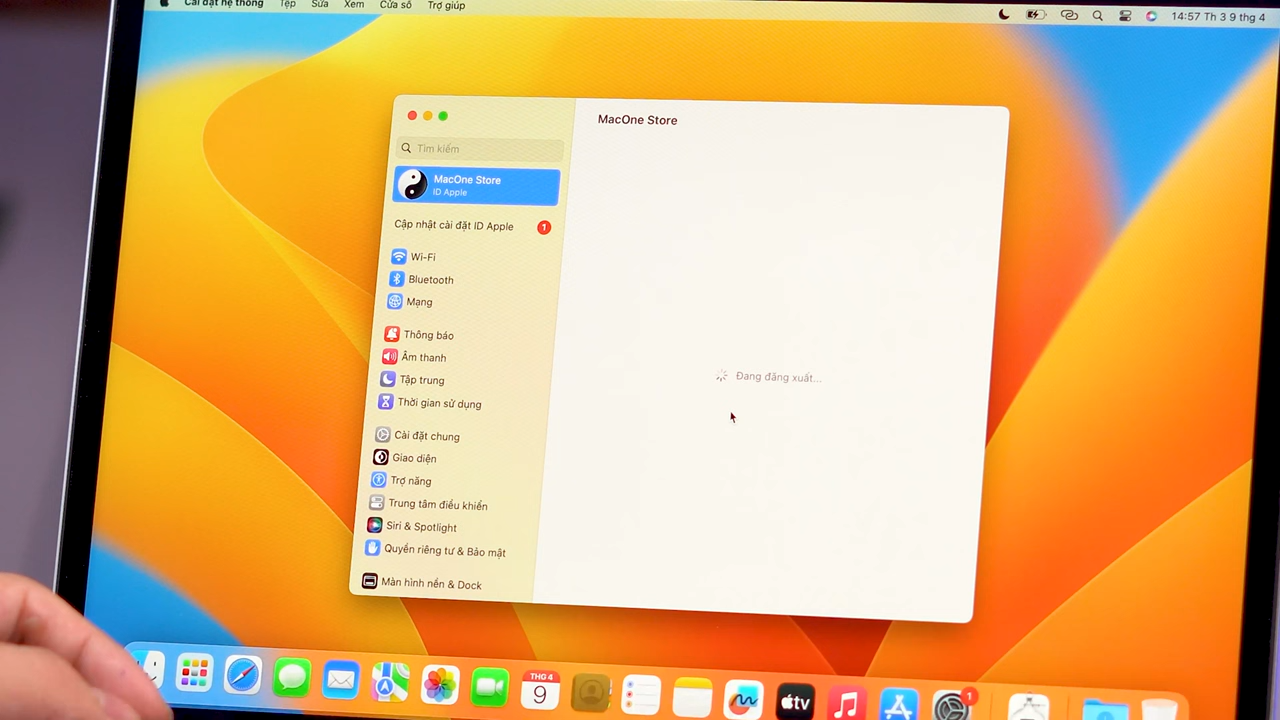 Cài đặt hệ thống Tệp Sửa Xem Cửa sổ Trợ giúp
14:57 Th 3 9 thg 4
MacOne Store
Tìm kiếm
MacOne Store
ID Apple
Cập nhật cài đặt ID Apple 1
Wi-Fi
Bluetooth
Mạng
Thông báo
Âm thanh
Tập trung
Thời gian sử dụng
Cài đặt chung
Giao diện
Trợ năng
Trung tâm điều khiển
Siri & Spotlight
Quyền riêng tư & Bảo mật
Màn hình nền & Dock
Đang đăng xuất...
THG 4
9
tv
1